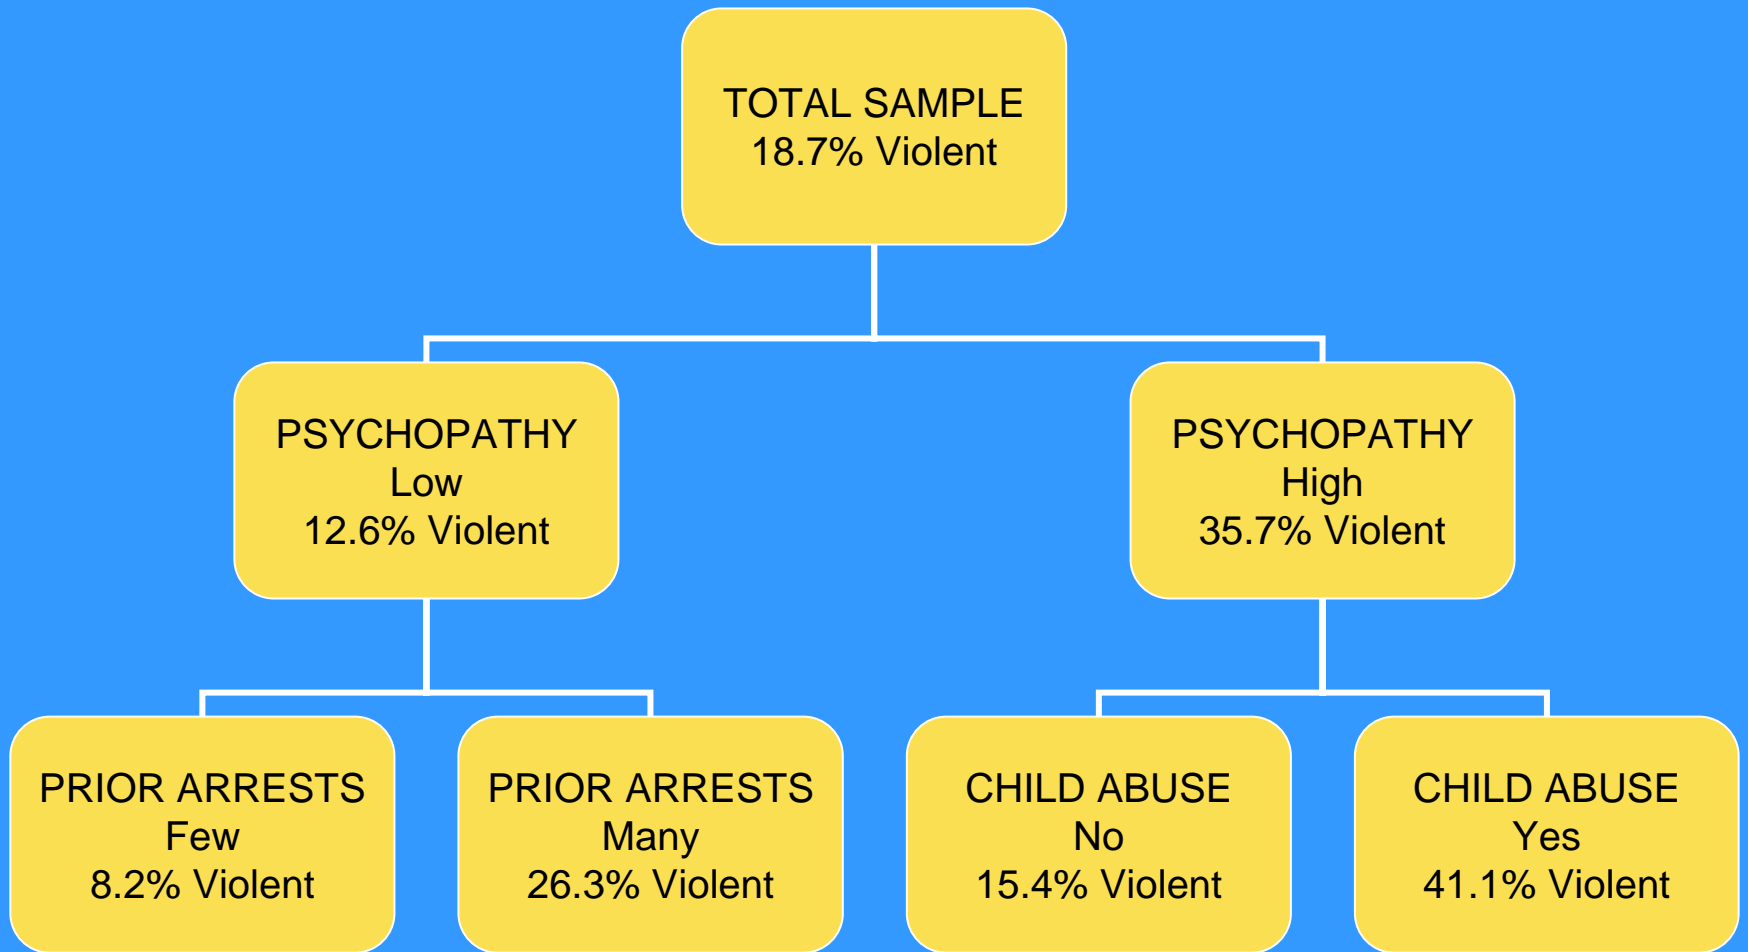 TOTAL SAMPLE
18.7% Violent
PSYCHOPATHY
Low
12.6% Violent
PSYCHOPATHY
High
35.7% Violent
PRIOR ARRESTS
Few
8.2% Violent
PRIOR ARRESTS
Many
26.3% Violent
CHILD ABUSE
No
15.4% Violent
CHILD ABUSE
Yes
41.1% Violent